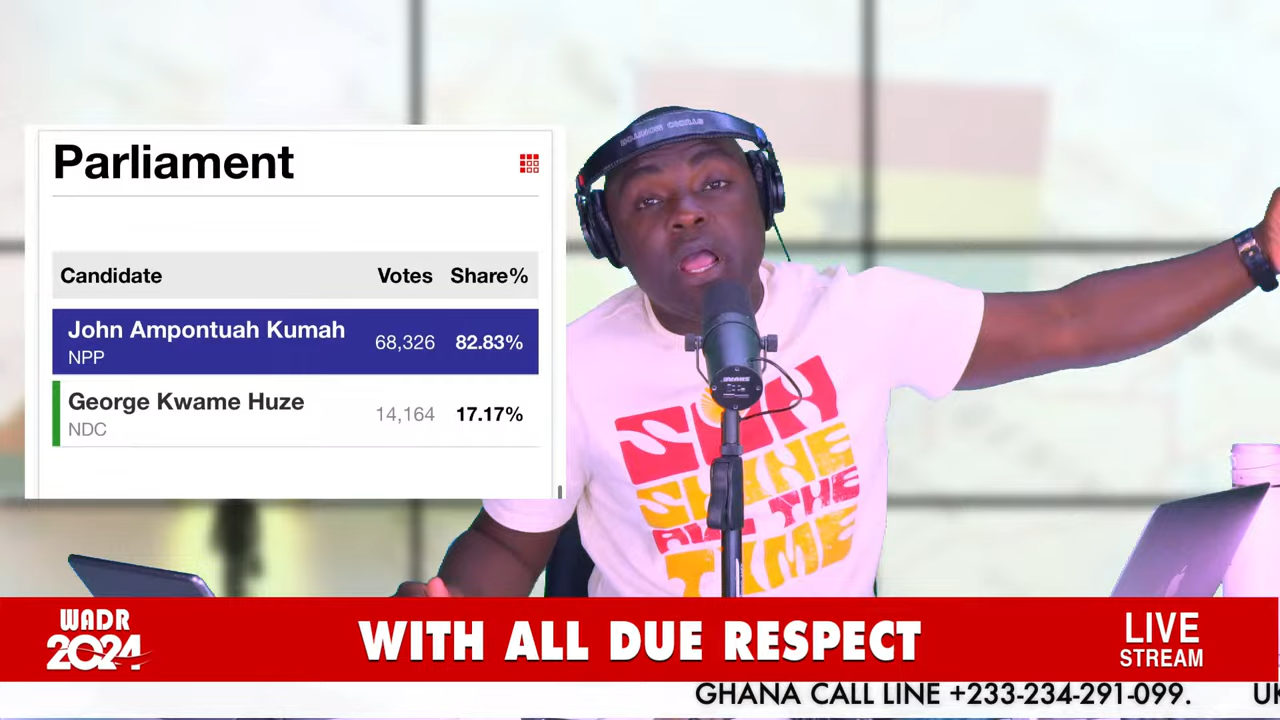 Parliament
Candidate Votes Share%
John Ampontuah Kumah
NPP
68,326 82.83%
George Kwame Huze
NDC
14,164 17.17%
SUN
SHINE
ALL THE
TIME
WADR
2024
WITH ALL DUE RESPECT
LIVE
STREAM
GHANA CALL LINE +233-234-291-099. UK